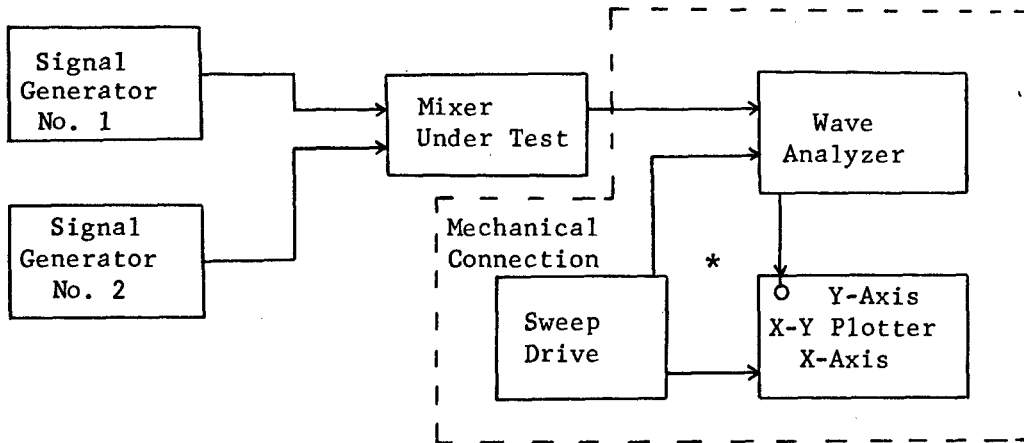 Signal
Generator
No. 1
Mixer
Under Test
Wave
Analyzer
Signal
Generator
No. 2
Mechanical
Connection
*
Sweep
Drive
Y-Axis
X-Y Plotter
X-Axis